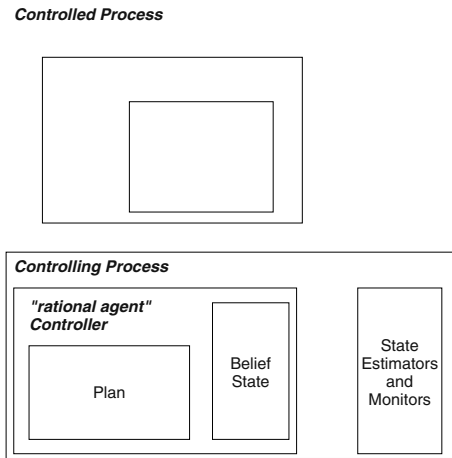 Controlled Process
Controlling Process
"rational agent"
Controller
Plan
Belief
State
State
Estimators
and
Monitors